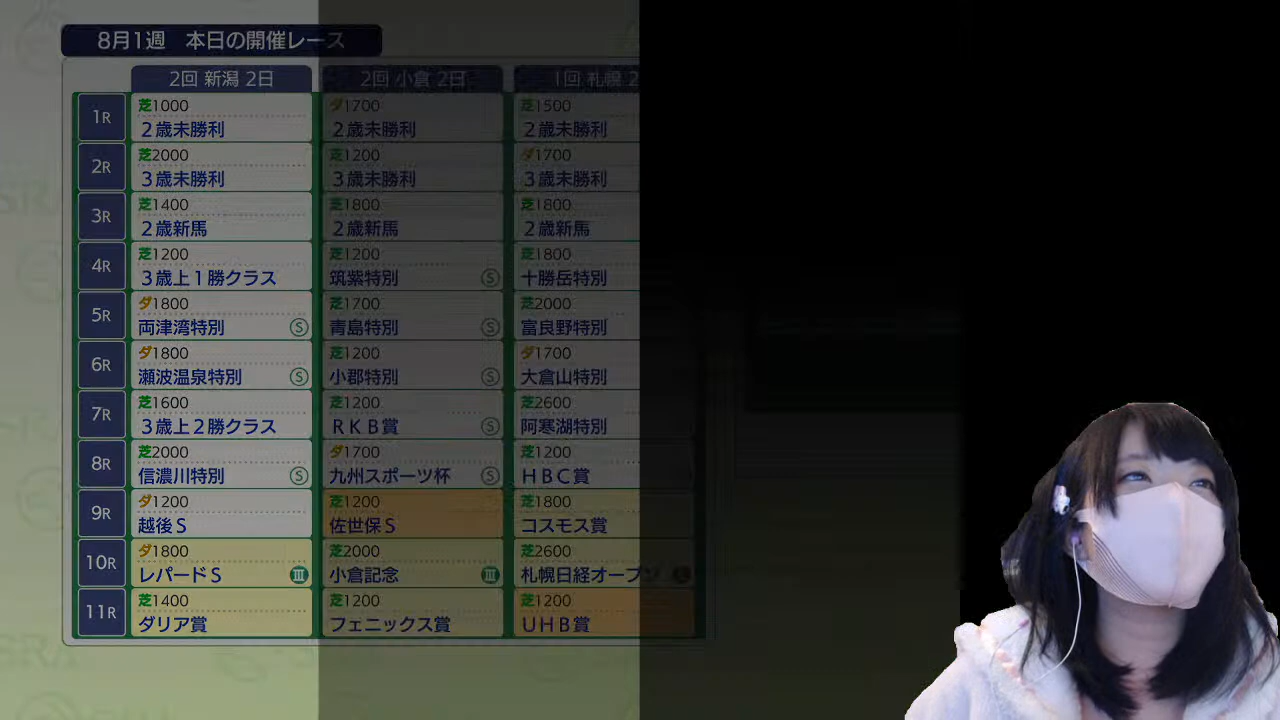 8月1週 本日の開催レース
2回 新潟 2日 2回 小倉 2日 1回 札幌 2
1R 芝1000 芝1500
２歳未勝利 ダ1700 ２歳未勝利 ２歳未勝利
2R 芝2000 芝1200 ダ1700
３歳未勝利 ３歳未勝利 ３歳未勝利
3R 芝1400 芝1800 芝1800
２歳新馬 ２歳新馬 ２歳新馬
4R 芝1200 芝1200 芝1800
３歳上１勝クラス 筑紫特別 Ⓢ 十勝岳特別
5R ダ1800 芝1700 芝2000
両津湾特別 Ⓢ 青島特別 Ⓢ 富良野特別
6R ダ1800 芝1200 ダ1700
瀬波温泉特別 Ⓢ 小郡特別 Ⓢ 大倉山特別
7R 芝1600 芝1200 芝2600
３歳上２勝クラス ＲＫＢ賞 Ⓢ 阿寒湖特別
8R 芝2000 ダ1700 芝1200
信濃川特別 Ⓢ 九州スポーツ杯 Ⓢ ＨＢＣ賞
9R ダ1200 芝1200 芝1800
越後Ｓ 佐世保Ｓ コスモス賞
10R ダ1800 芝2000 芝2600
レパードＳ Ⅲ 小倉記念 Ⅲ 札幌日経オープン Ⓛ
11R 芝1400 芝1200 芝1200
ダリア賞 フェニックス賞 ＵＨＢ賞